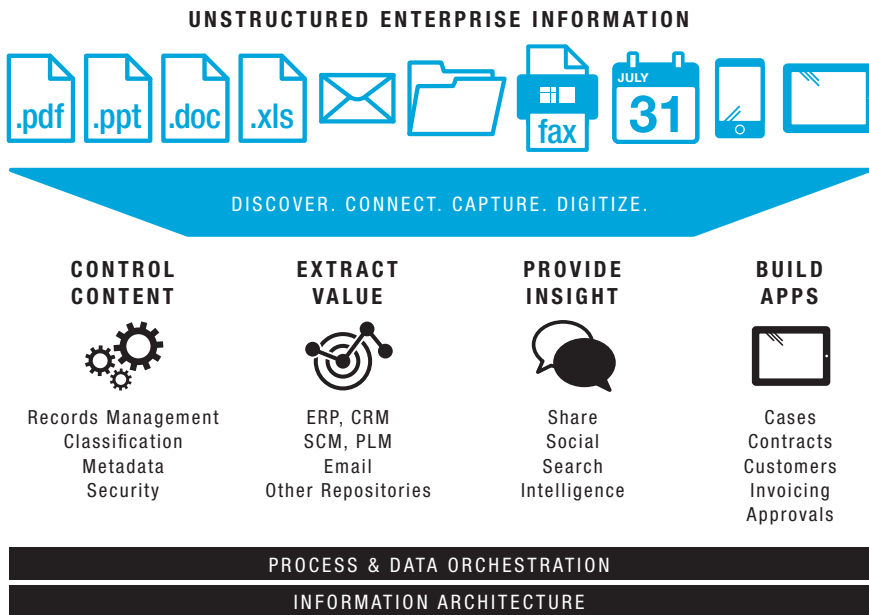 UNSTRUCTURED ENTERPRISE INFORMATION
.pdf
.ppt
.doc
.xls
fax
JULY
31
DISCOVER. CONNECT. CAPTURE. DIGITIZE.
CONTROL
CONTENT
Records Management
Classification
Metadata
Security
EXTRACT
VALUE
ERP, CRM
SCM, PLM
Email
Other Repositories
PROVIDE
INSIGHT
Share
Social
Search
Intelligence
BUILD
APPS
Cases
Contracts
Customers
Invoicing
Approvals
PROCESS & DATA ORCHESTRATION
INFORMATION ARCHITECTURE